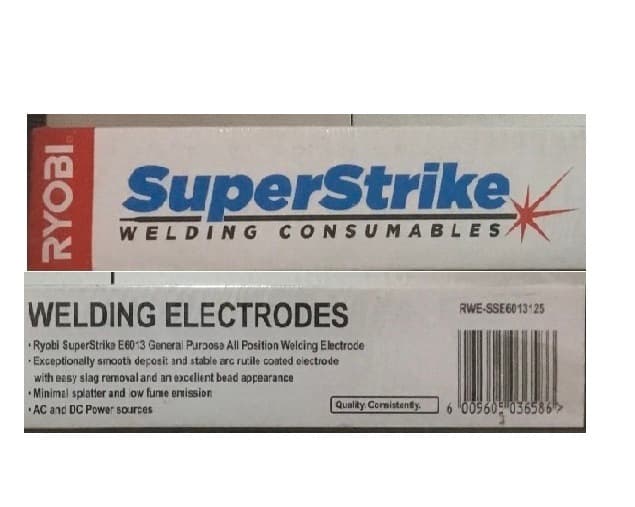 RYOBI
SuperStrike
WELDING CONSUMABLES
WELDING ELECTRODES
RWE-SSE6013125
• Ryobi SuperStrike E6013 General Purpose All Position Welding Electrode
• Exceptionally smooth deposit and stable arc rutile coated electrode
with easy slag removal and an excellent bead appearance
• Minimal splatter and low fume emission
• AC and DC Power sources
Quality. Consistently.
6 009605 036586 >